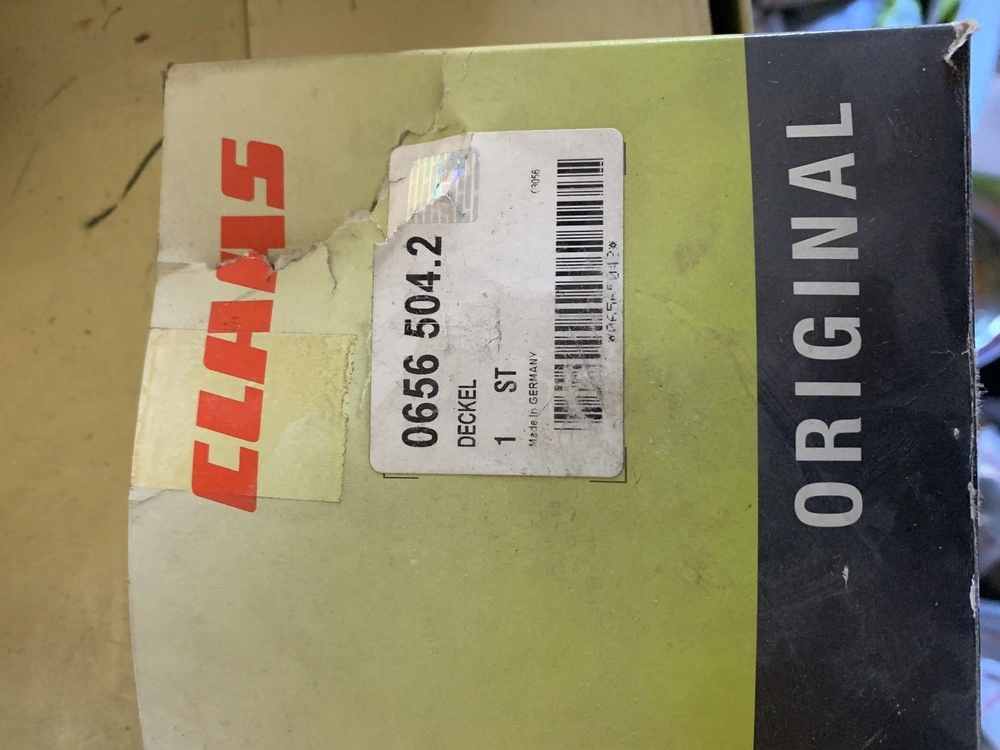 CLAAS
0656 504.2
DECKEL
1 ST
Made in GERMANY
ORIGINAL